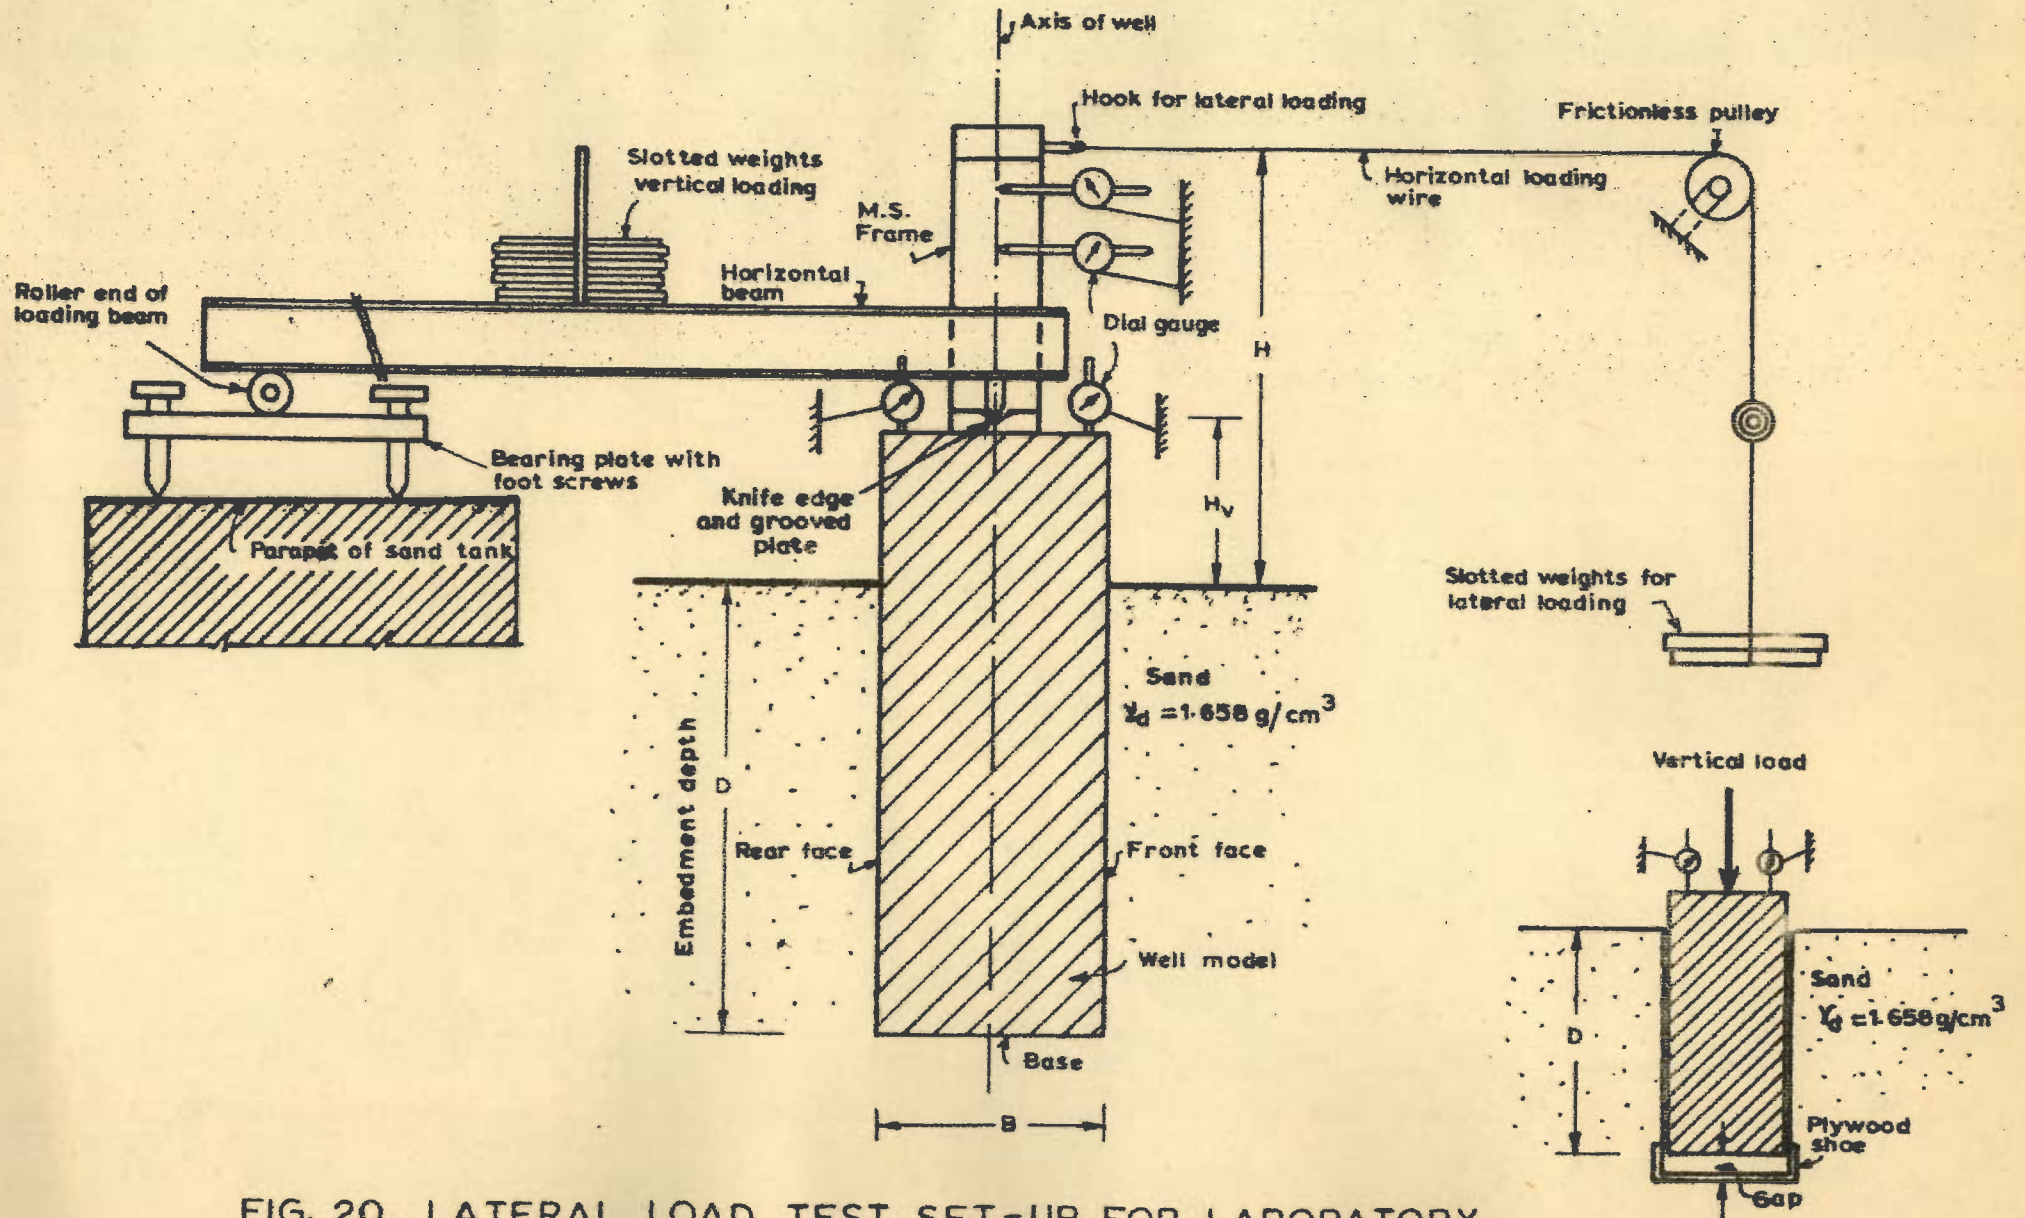 Axis of well
Hook for lateral loading
Frictionless pulley
Slotted weights
vertical loading
Horizontal loading
wire
M.S.
Frame
Horizontal
beam
Roller end of
loading beam
Dial gauge
H
Bearing plate with
foot screws
Knife edge
and grooved
plate
Hv
Parapet of sand tank
Slotted weights for
lateral loading
Sand
γd = 1.658 g/cm3
Embedment depth
D
Rear face
Front face
Well model
Base
B
Vertical load
Sand
γd = 1.658 g/cm3
D
Plywood
shoe
Gap
FIG. 20 LATERAL LOAD TEST SET-UP FOR LABORATORY